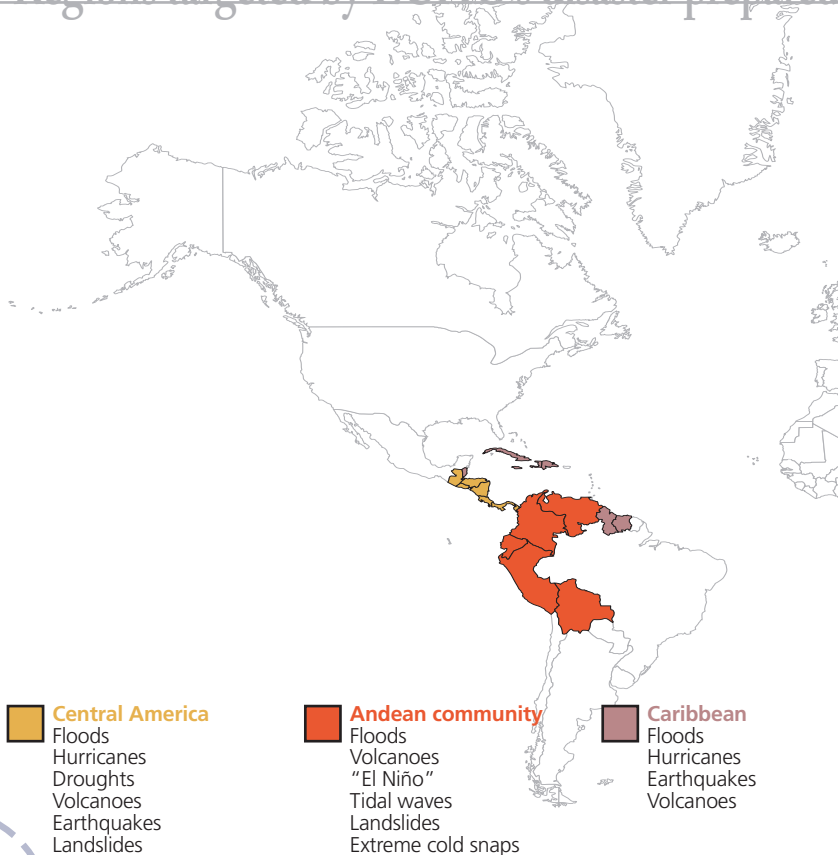 Central America
Floods
Hurricanes
Droughts
Volcanoes
Earthquakes
Landslides
Andean community
Floods
Volcanoes
“El Niño”
Tidal waves
Landslides
Extreme cold snaps
Caribbean
Floods
Hurricanes
Earthquakes
Volcanoes